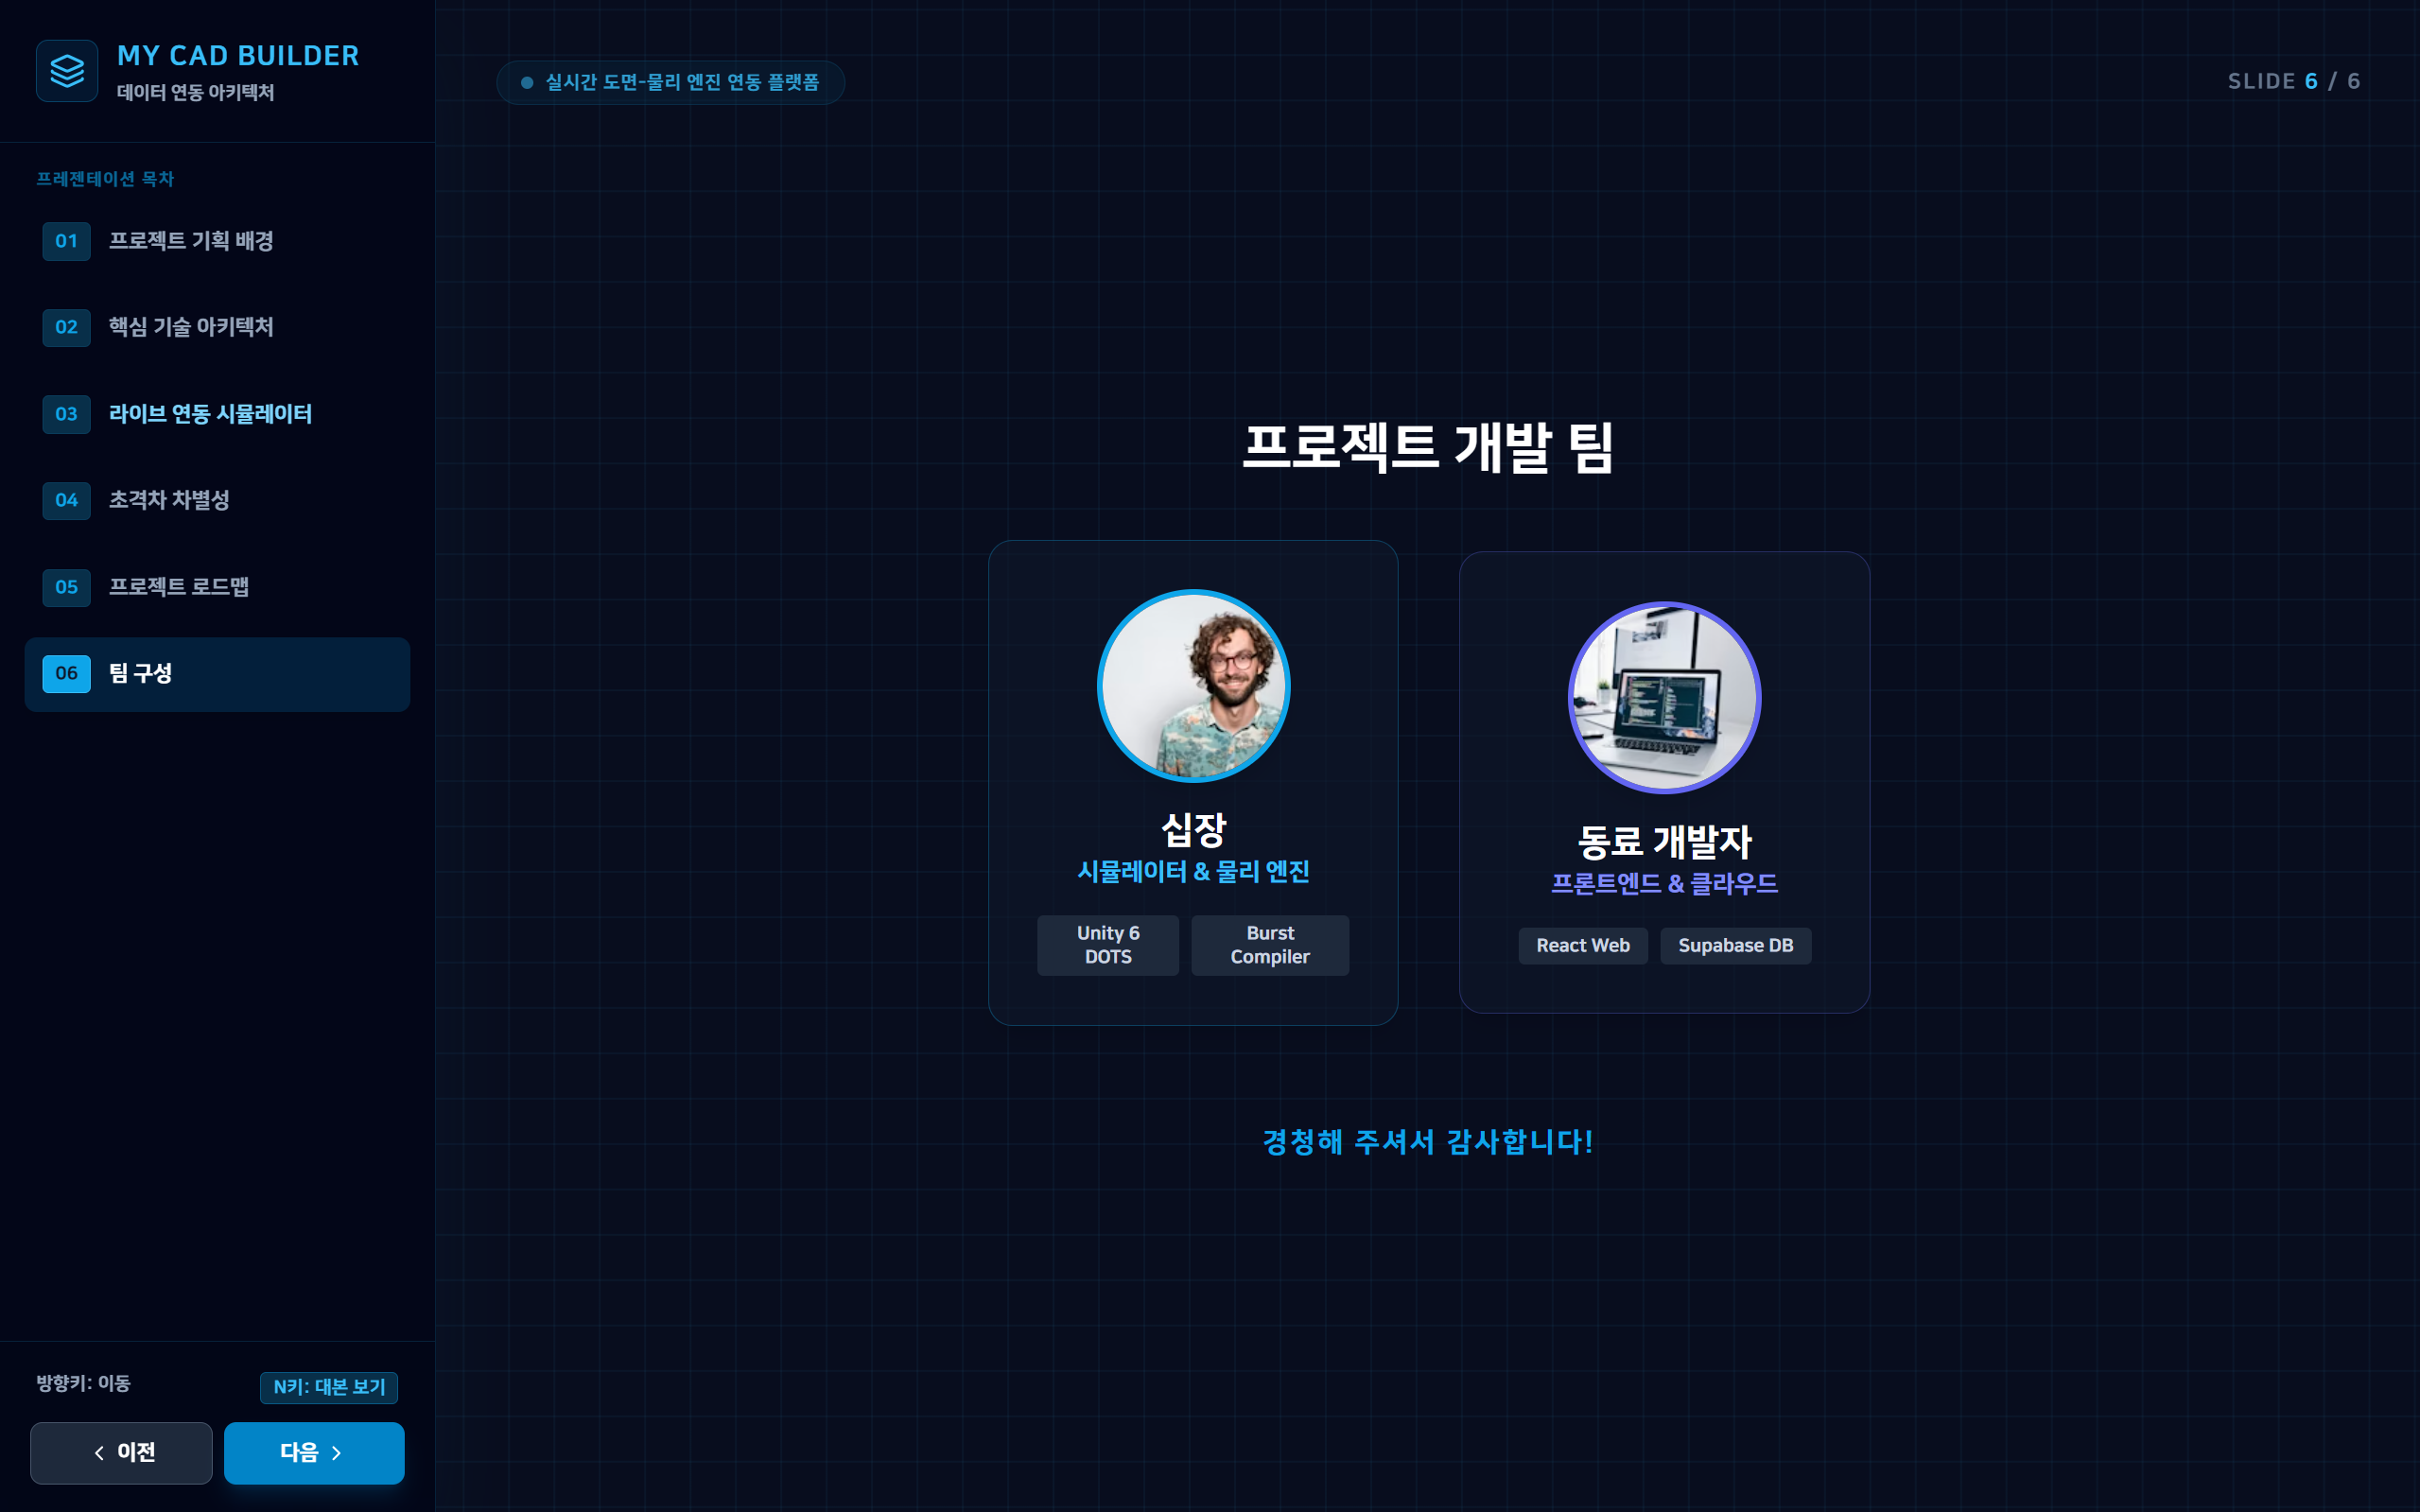 MY CAD BUILDER
데이터 연동 아키텍처
프레젠테이션 목차
01 프로젝트 기획 배경
02 핵심 기술 아키텍처
03 라이브 연동 시뮬레이터
04 초격차 차별성
05 프로젝트 로드맵
06 팀 구성
방향키: 이동
N키: 대본 보기
이전
다음
실시간 도면-물리 엔진 연동 플랫폼
SLIDE 6 / 6
프로젝트 개발 팀
십장
시뮬레이터 & 물리 엔진
Unity 6
DOTS
Burst
Compiler
동료 개발자
프론트엔드 & 클라우드
React Web
Supabase DB
경청해 주셔서 감사합니다!